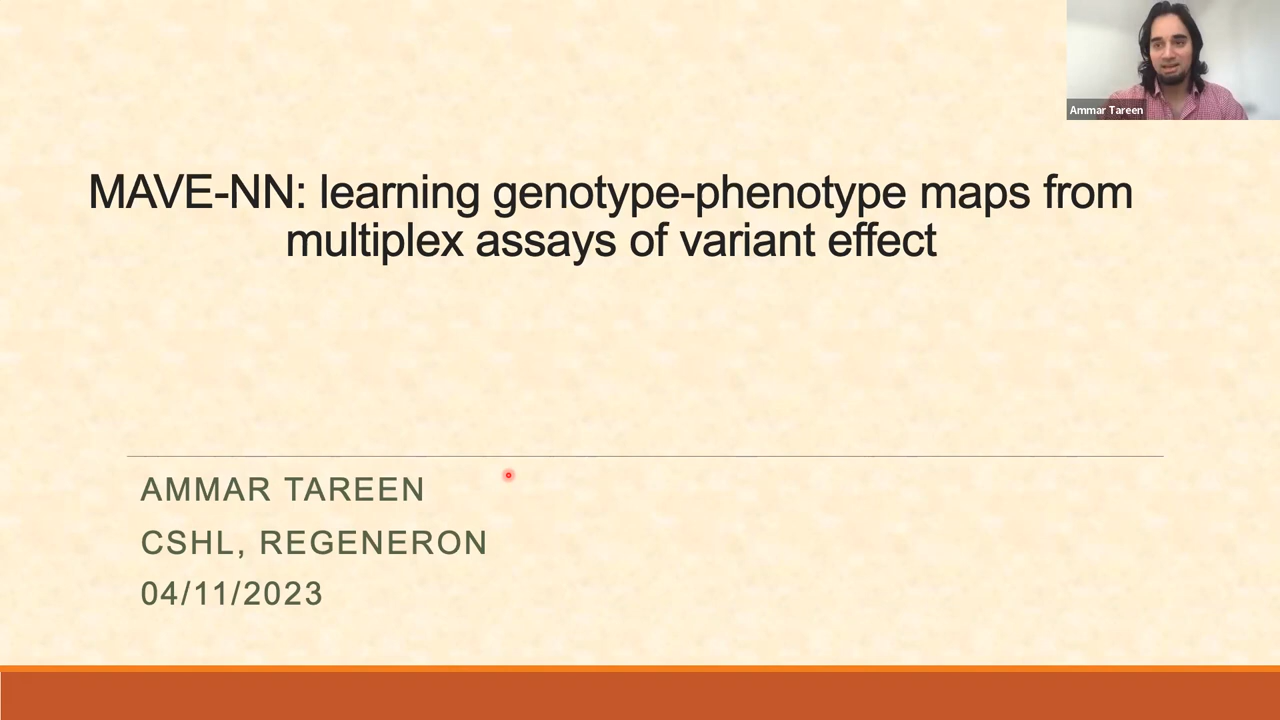 Ammar Tareen
MAVE-NN: learning genotype-phenotype maps from
multiplex assays of variant effect
AMMAR TAREEN
CSHL, REGENERON
04/11/2023